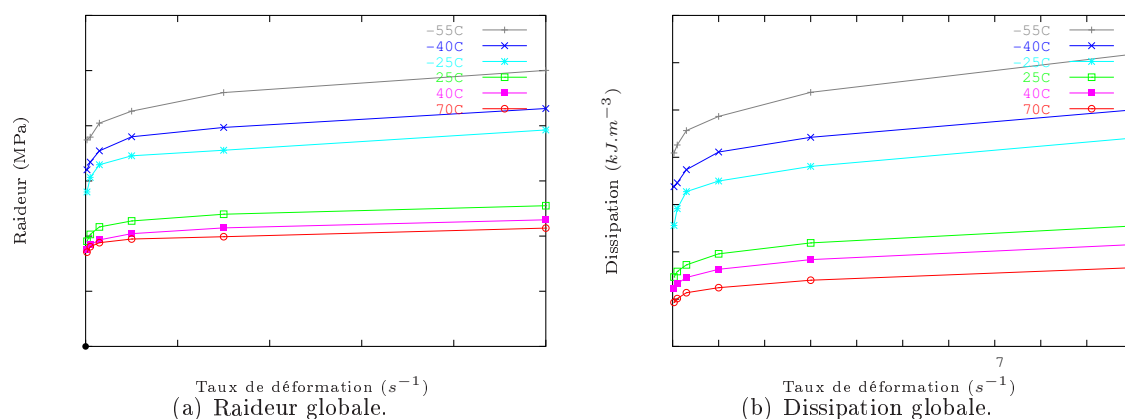 −55C
−40C
−25C
25C
40C
70C
Raideur (MPa)
Taux de déformation (s⁻¹)
(a) Raideur globale.
−55C
−40C
−25C
25C
40C
70C
Dissipation (kJ.m⁻³)
7
Taux de déformation (s⁻¹)
(b) Dissipation globale.